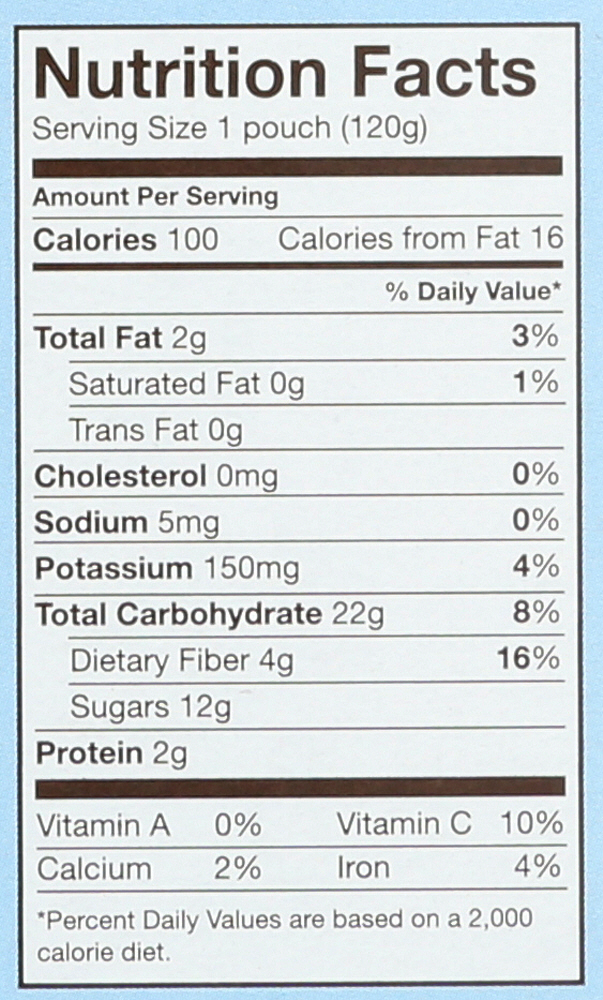 Nutrition Facts
Serving Size 1 pouch (120g)
Amount Per Serving
Calories 100 Calories from Fat 16
% Daily Value*
Total Fat 2g 3%
Saturated Fat 0g 1%
Trans Fat 0g
Cholesterol 0mg 0%
Sodium 5mg 0%
Potassium 150mg 4%
Total Carbohydrate 22g 8%
Dietary Fiber 4g 16%
Sugars 12g
Protein 2g
Vitamin A 0% Vitamin C 10%
Calcium 2% Iron 4%
*Percent Daily Values are based on a 2,000
calorie diet.